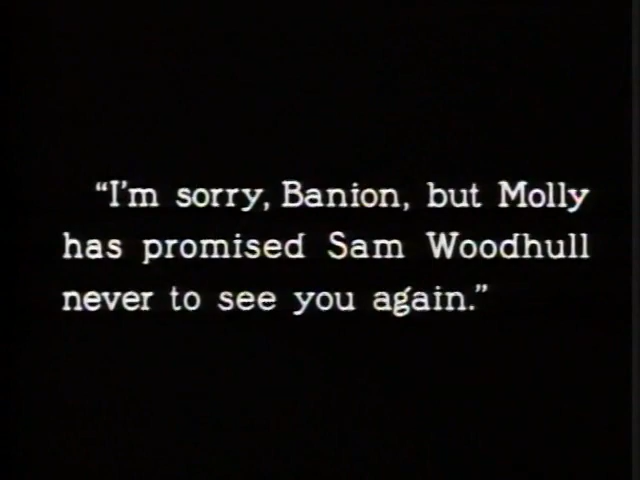 “I'm sorry, Banion, but Molly
has promised Sam Woodhull
never to see you again.”